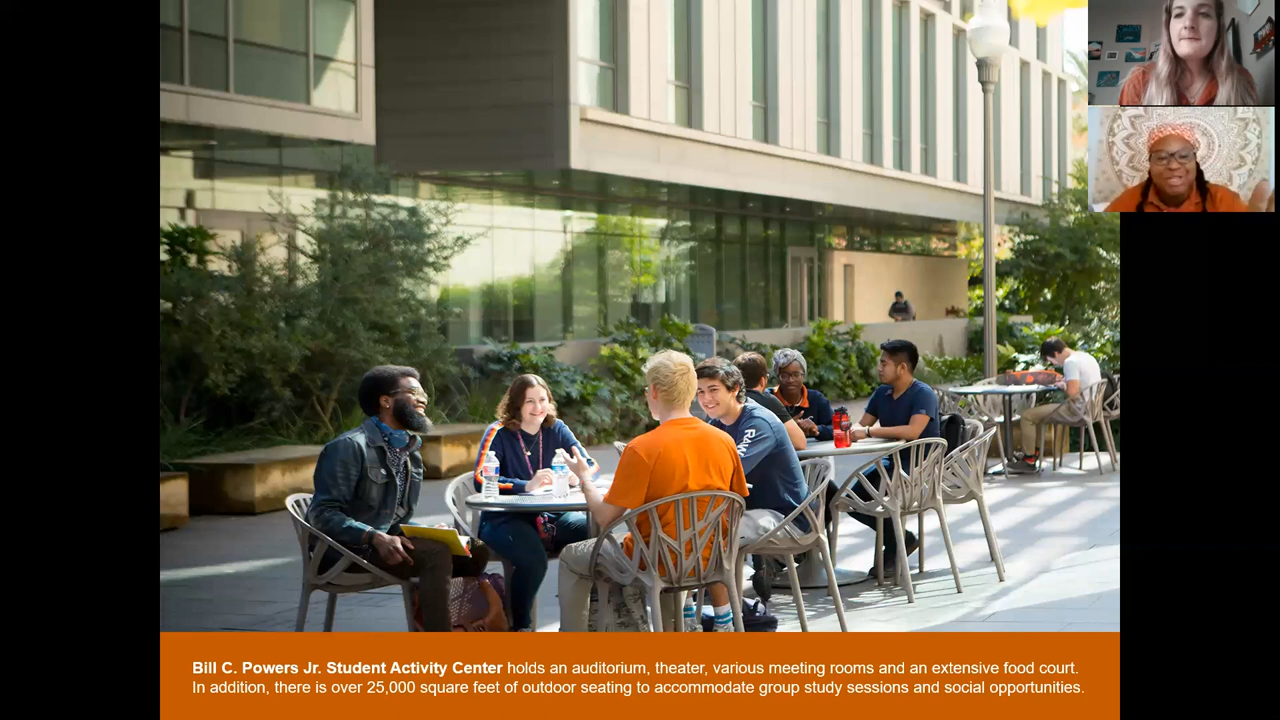 Bill C. Powers Jr. Student Activity Center holds an auditorium, theater, various meeting rooms and an extensive food court.
In addition, there is over 25,000 square feet of outdoor seating to accommodate group study sessions and social opportunities.